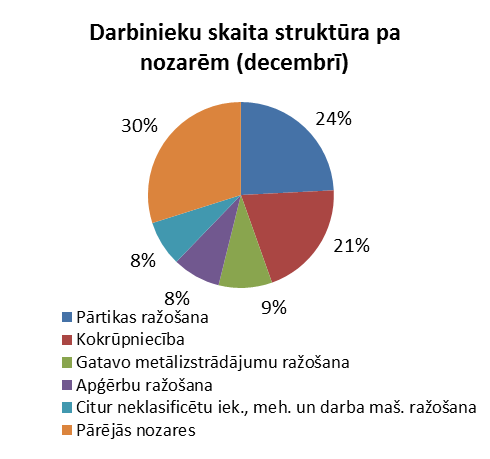 Darbinieku skaita struktūra pa
nozarēm (decembrī)
30%
24%
21%
8%
8%
9%
Pārtikas ražošana
Kokrūpniecība
Gatavo metālizstrādājumu ražošana
Apģērbu ražošana
Citur neklasificētu iek., meh. un darba maš. ražošana
Pārējās nozares